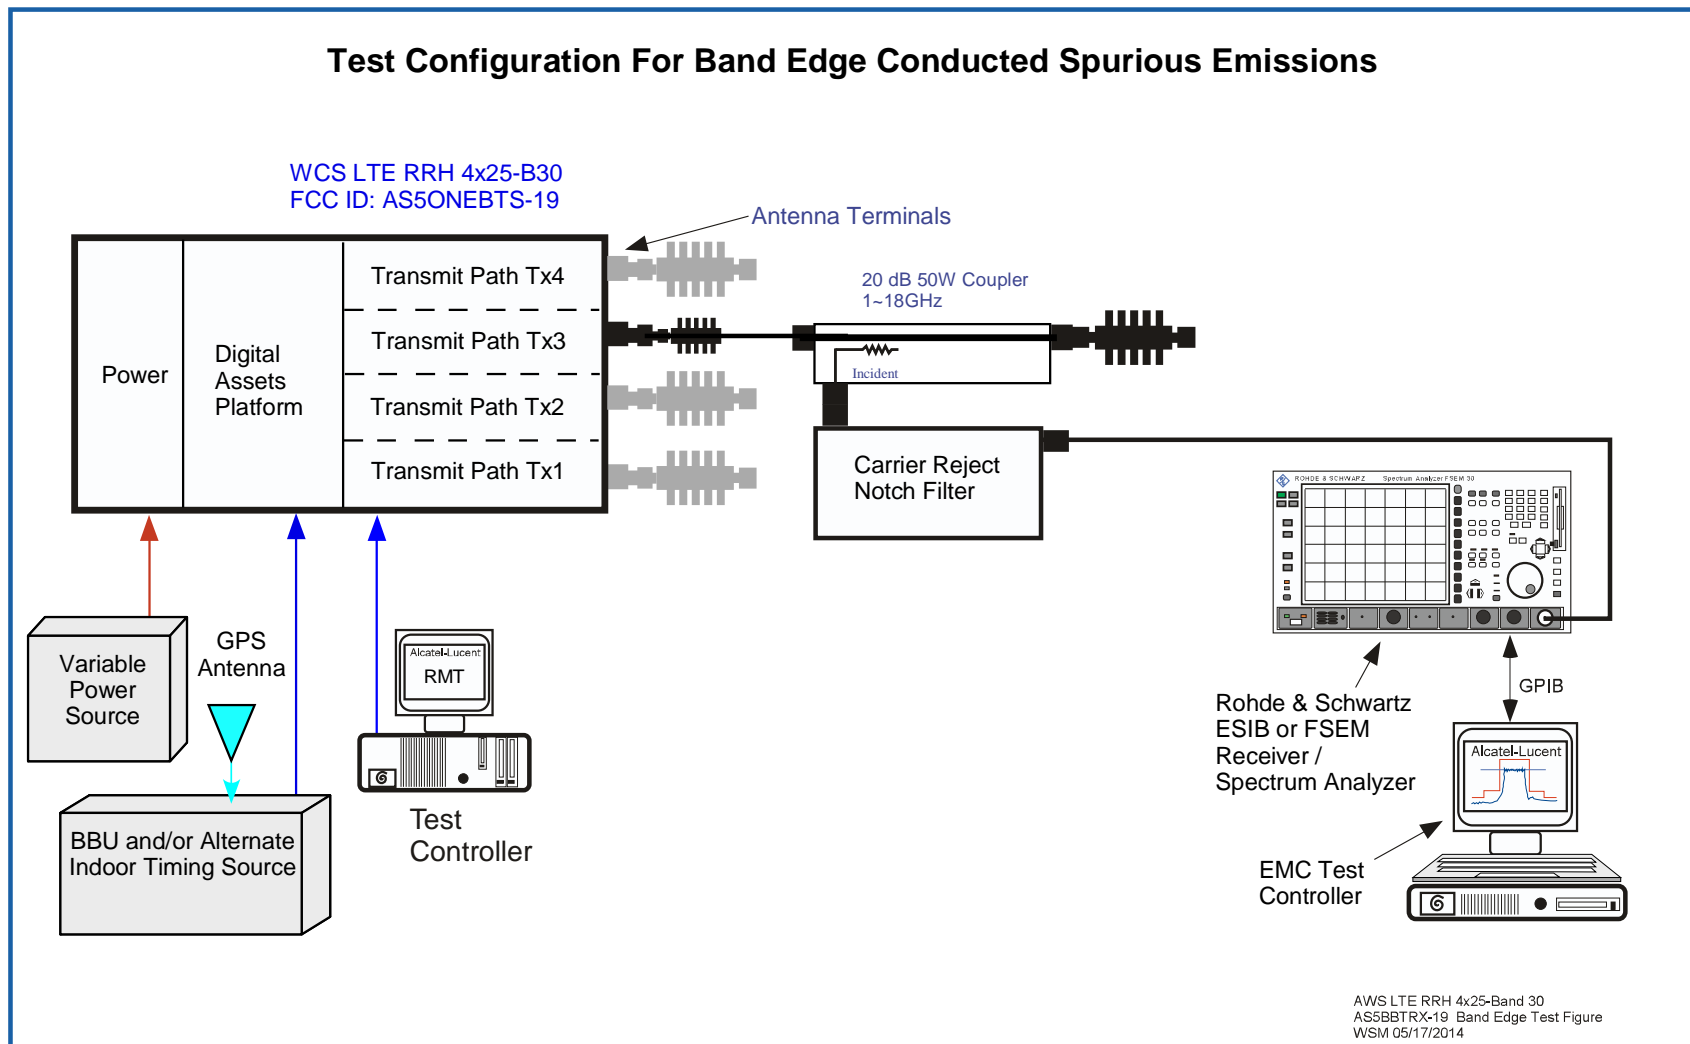 Test Configuration For Band Edge Conducted Spurious Emissions
WCS LTE RRH 4x25-B30
FCC ID: AS5ONEBTS-19
Antenna Terminals
Power
Digital
Assets
Platform
Transmit Path Tx4
Transmit Path Tx3
Transmit Path Tx2
Transmit Path Tx1
20 dB 50W Coupler
1~18GHz
Incident
Carrier Reject
Notch Filter
ROHDE & SCHWARZ Spectrum Analyzer FSEM 30
Variable
Power
Source
GPS
Antenna
Alcatel-Lucent
RMT
Test
Controller
BBU and/or Alternate
Indoor Timing Source
GPIB
Rohde & Schwartz
ESIB or FSEM
Receiver /
Spectrum Analyzer
Alcatel-Lucent
EMC Test
Controller
AWS LTE RRH 4x25-Band 30
AS5BBTRX-19 Band Edge Test Figure
WSM 05/17/2014